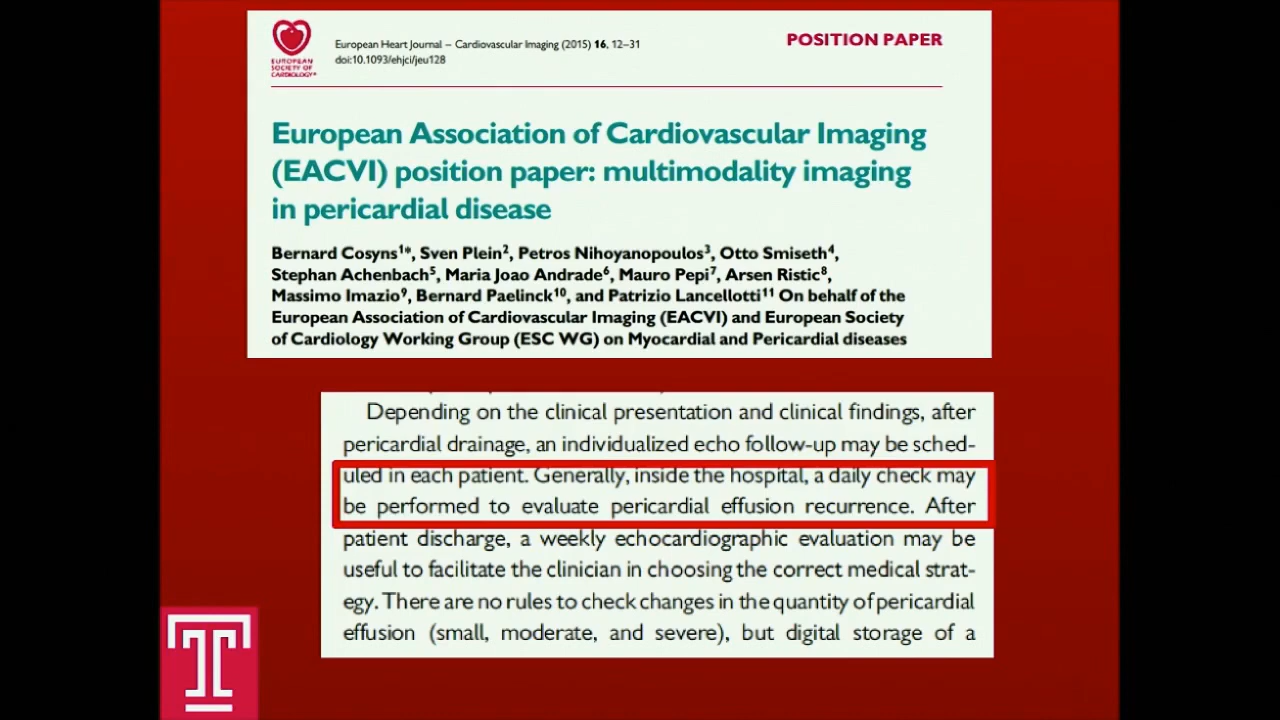 EUROPEAN
SOCIETY OF
CARDIOLOGY®
European Heart Journal – Cardiovascular Imaging (2015) 16, 12–31
doi:10.1093/ehjci/jeu128
POSITION PAPER
European Association of Cardiovascular Imaging
(EACVI) position paper: multimodality imaging
in pericardial disease
Bernard Cosyns1*, Sven Plein2, Petros Nihoyanopoulos3, Otto Smiseth4,
Stephan Achenbach5, Maria Joao Andrade6, Mauro Pepi7, Arsen Ristic8,
Massimo Imazio9, Bernard Paelinck10, and Patrizio Lancellotti11 On behalf of the
European Association of Cardiovascular Imaging (EACVI) and European Society
of Cardiology Working Group (ESC WG) on Myocardial and Pericardial diseases
Depending on the clinical presentation and clinical findings, after
pericardial drainage, an individualized echo follow-up may be sched-
uled in each patient. Generally, inside the hospital, a daily check may
be performed to evaluate pericardial effusion recurrence. After
patient discharge, a weekly echocardiographic evaluation may be
useful to facilitate the clinician in choosing the correct medical strat-
egy. There are no rules to check changes in the quantity of pericardial
effusion (small, moderate, and severe), but digital storage of a
T